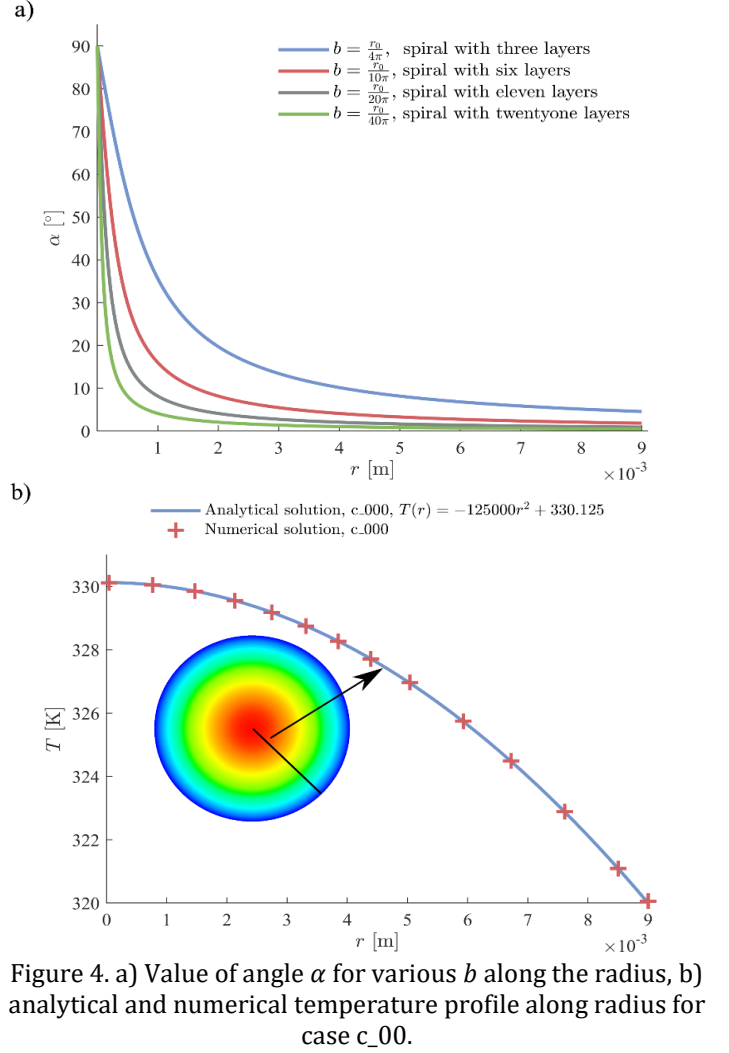 a)
b = r₀/4π, spiral with three layers
b = r₀/10π, spiral with six layers
b = r₀/20π, spiral with eleven layers
b = r₀/40π, spiral with twentyone layers
90
80
70
60
50
40
30
20
10
0
α [°]
1 2 3 4 5 6 7 8 9
r [m]
×10⁻³
b)
Analytical solution, c_000, T(r) = −125000r² + 330.125
Numerical solution, c_000
330
328
326
324
322
320
T [K]
0 1 2 3 4 5 6 7 8 9
r [m]
×10⁻³
Figure 4. a) Value of angle α for various b along the radius, b)
analytical and numerical temperature profile along radius for
case c_00.